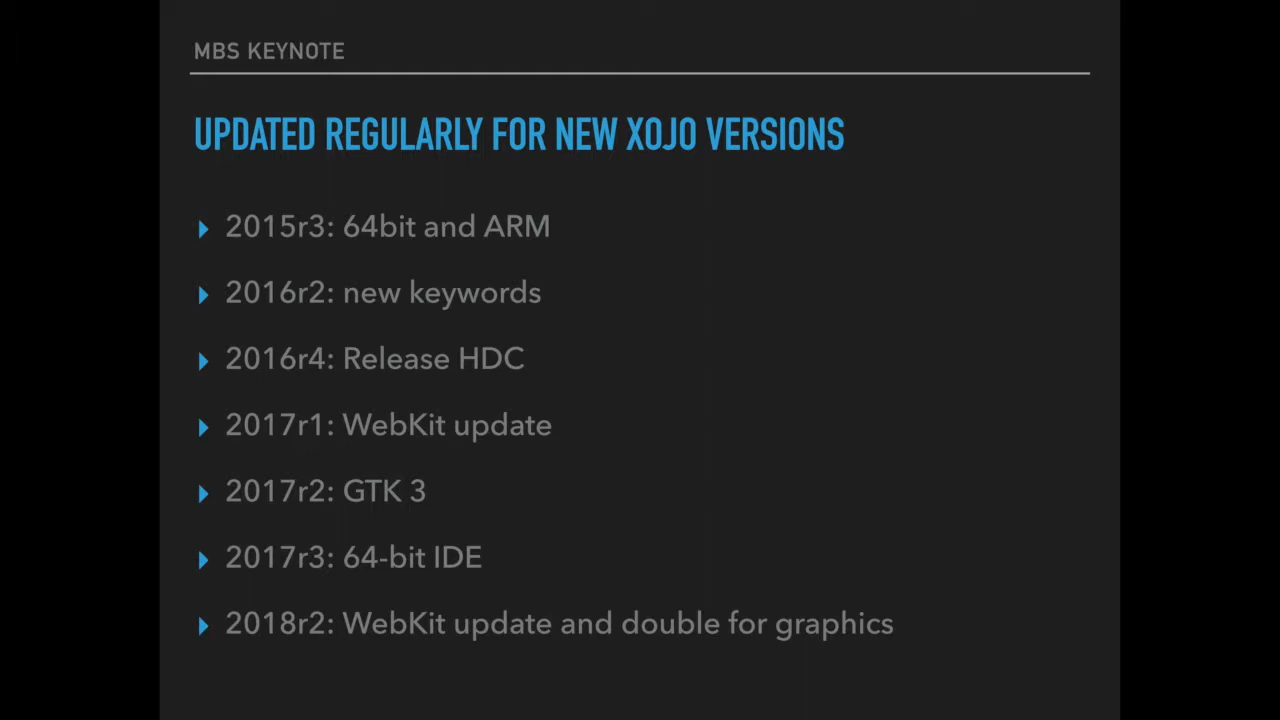 MBS KEYNOTE
UPDATED REGULARLY FOR NEW XOJO VERSIONS
2015r3: 64bit and ARM
2016r2: new keywords
2016r4: Release HDC
2017r1: WebKit update
2017r2: GTK 3
2017r3: 64-bit IDE
2018r2: WebKit update and double for graphics